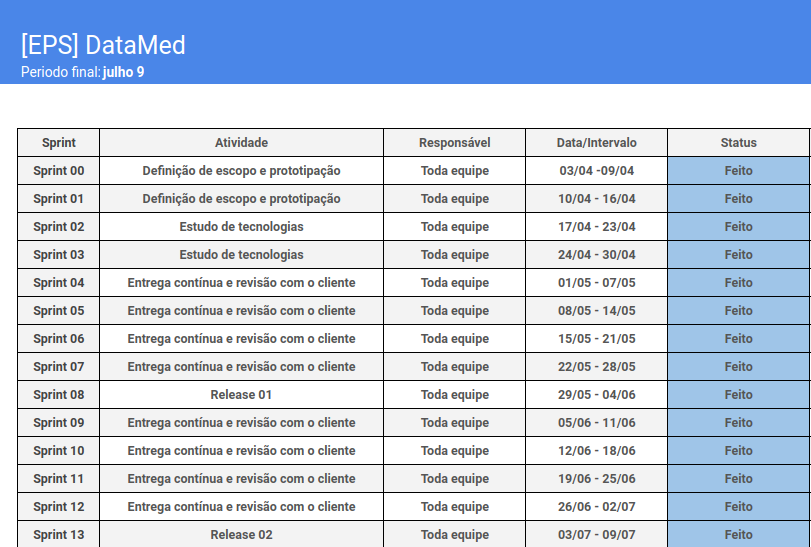 [EPS] DataMed
Periodo final: julho 9
Sprint Atividade Responsável Data/Intervalo Status
Sprint 00 Definição de escopo e prototipação Toda equipe 03/04 -09/04 Feito
Sprint 01 Definição de escopo e prototipação Toda equipe 10/04 - 16/04 Feito
Sprint 02 Estudo de tecnologias Toda equipe 17/04 - 23/04 Feito
Sprint 03 Estudo de tecnologias Toda equipe 24/04 - 30/04 Feito
Sprint 04 Entrega contínua e revisão com o cliente Toda equipe 01/05 - 07/05 Feito
Sprint 05 Entrega contínua e revisão com o cliente Toda equipe 08/05 - 14/05 Feito
Sprint 06 Entrega contínua e revisão com o cliente Toda equipe 15/05 - 21/05 Feito
Sprint 07 Entrega contínua e revisão com o cliente Toda equipe 22/05 - 28/05 Feito
Sprint 08 Release 01 Toda equipe 29/05 - 04/06 Feito
Sprint 09 Entrega contínua e revisão com o cliente Toda equipe 05/06 - 11/06 Feito
Sprint 10 Entrega contínua e revisão com o cliente Toda equipe 12/06 - 18/06 Feito
Sprint 11 Entrega contínua e revisão com o cliente Toda equipe 19/06 - 25/06 Feito
Sprint 12 Entrega contínua e revisão com o cliente Toda equipe 26/06 - 02/07 Feito
Sprint 13 Release 02 Toda equipe 03/07 - 09/07 Feito